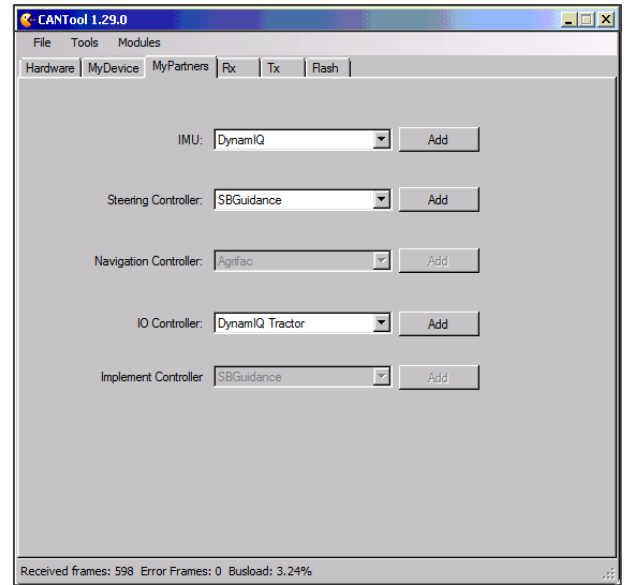 CANTool 1.29.0
File Tools Modules
Hardware MyDevice MyPartners Rx Tx Flash
IMU: DynamIQ Add
Steering Controller: SBGuidance Add
Navigation Controller: Agrifac Add
IO Controller: DynamIQ Tractor Add
Implement Controller SBGuidance Add
Received frames: 598 Error Frames: 0 Busload: 3.24%